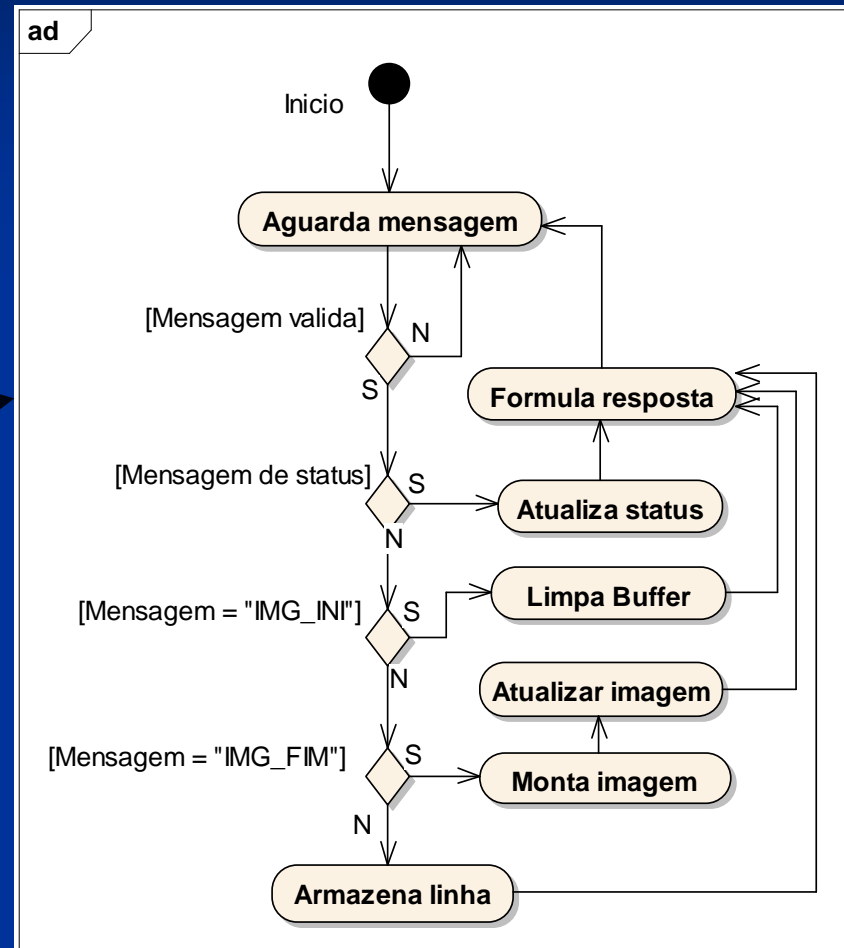 ad
Inicio
Aguarda mensagem
[Mensagem valida]
N
S
Formula resposta
[Mensagem de status]
S
Atualiza status
N
[Mensagem = "IMG_INI"]
S
Limpa Buffer
N
Atualizar imagem
[Mensagem = "IMG_FIM"]
S
Monta imagem
N
Armazena linha